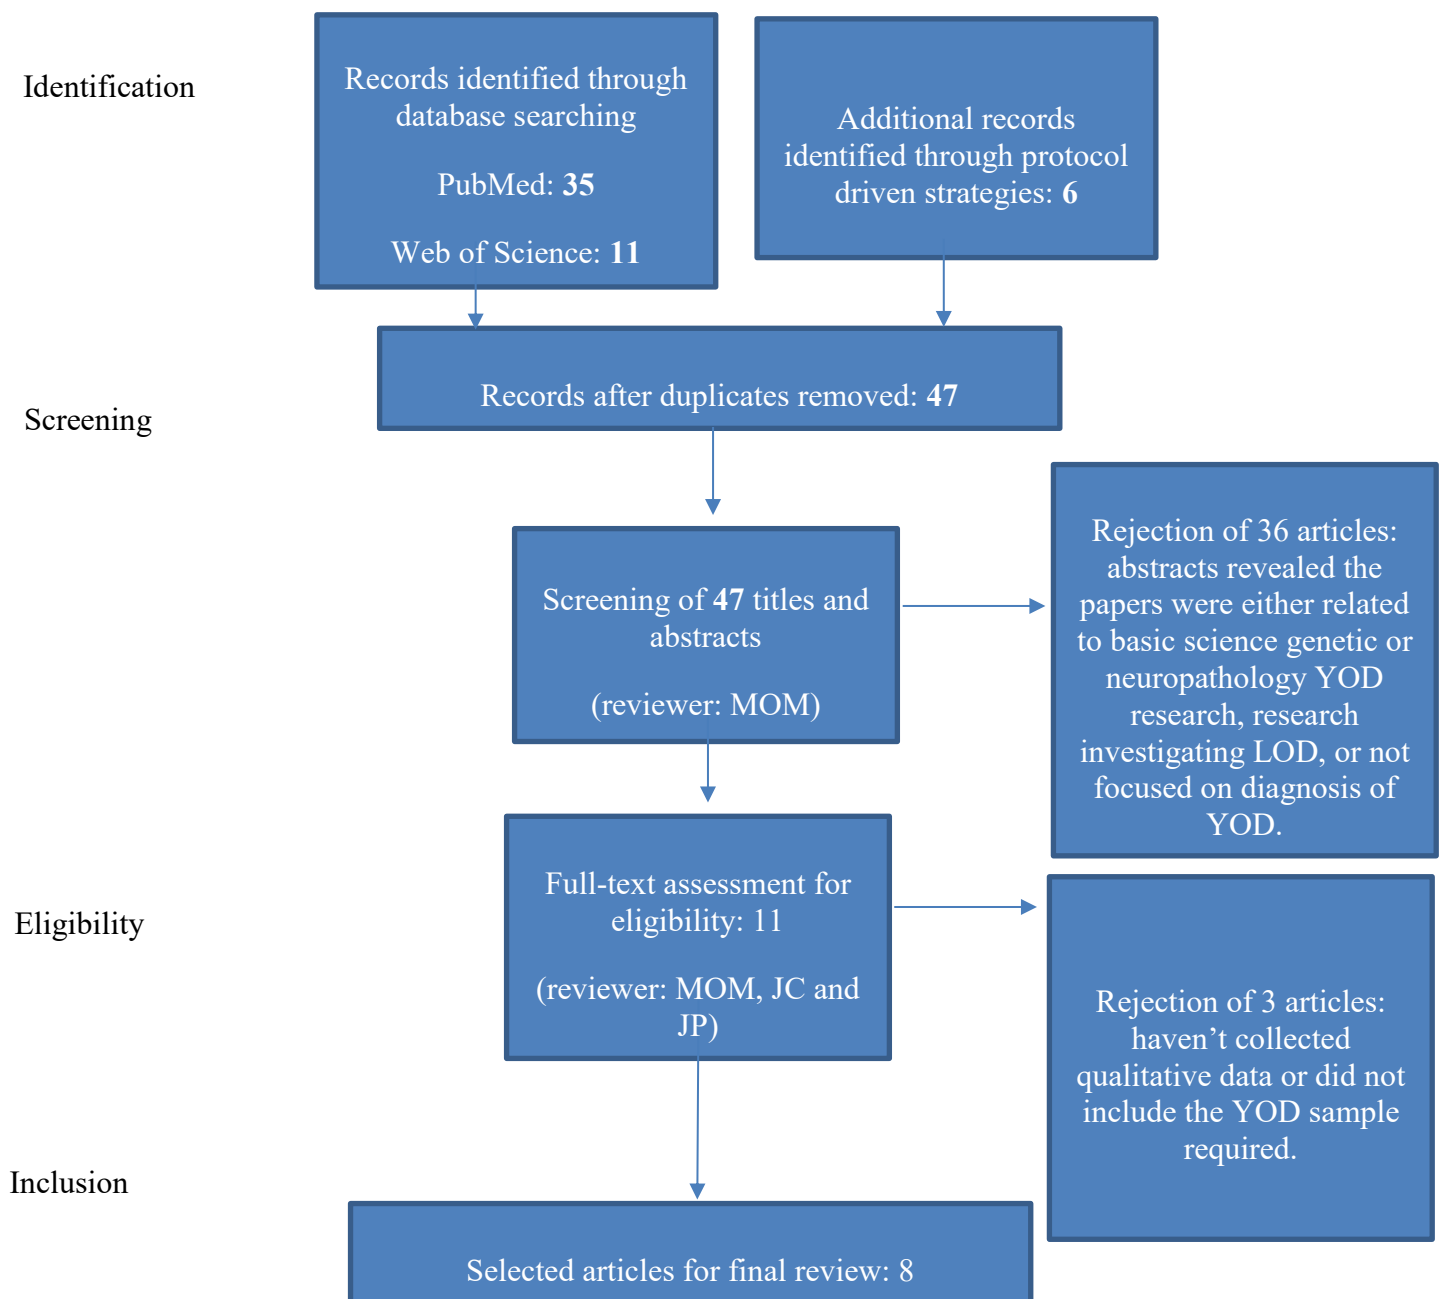 Identification
Records identified through
database searching
PubMed: 35
Web of Science: 11
Additional records
identified through protocol
driven strategies: 6
Records after duplicates removed: 47
Screening
Screening of 47 titles and
abstracts
(reviewer: MOM)
Rejection of 36 articles:
abstracts revealed the
papers were either related
to basic science genetic or
neuropathology YOD
research, research
investigating LOD, or not
focused on diagnosis of
YOD.
Eligibility
Full-text assessment for
eligibility: 11
(reviewer: MOM, JC and
JP)
Rejection of 3 articles:
haven’t collected
qualitative data or did not
include the YOD sample
required.
Inclusion
Selected articles for final review: 8